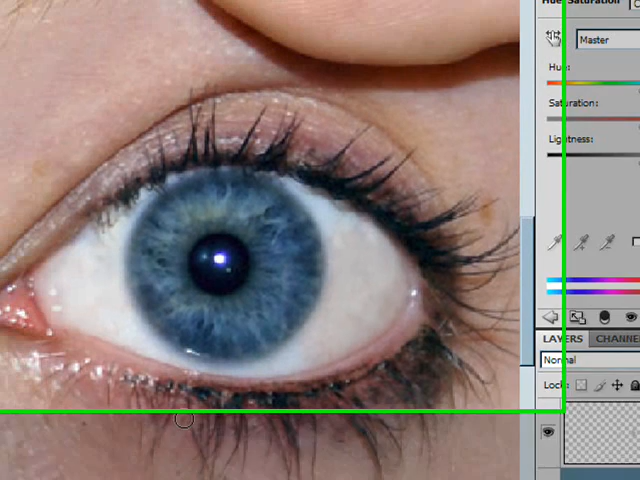 Hue/Saturation
Master
Hue:
Saturation:
Lightness:
LAYERS
CHANNE
Normal
Lock: